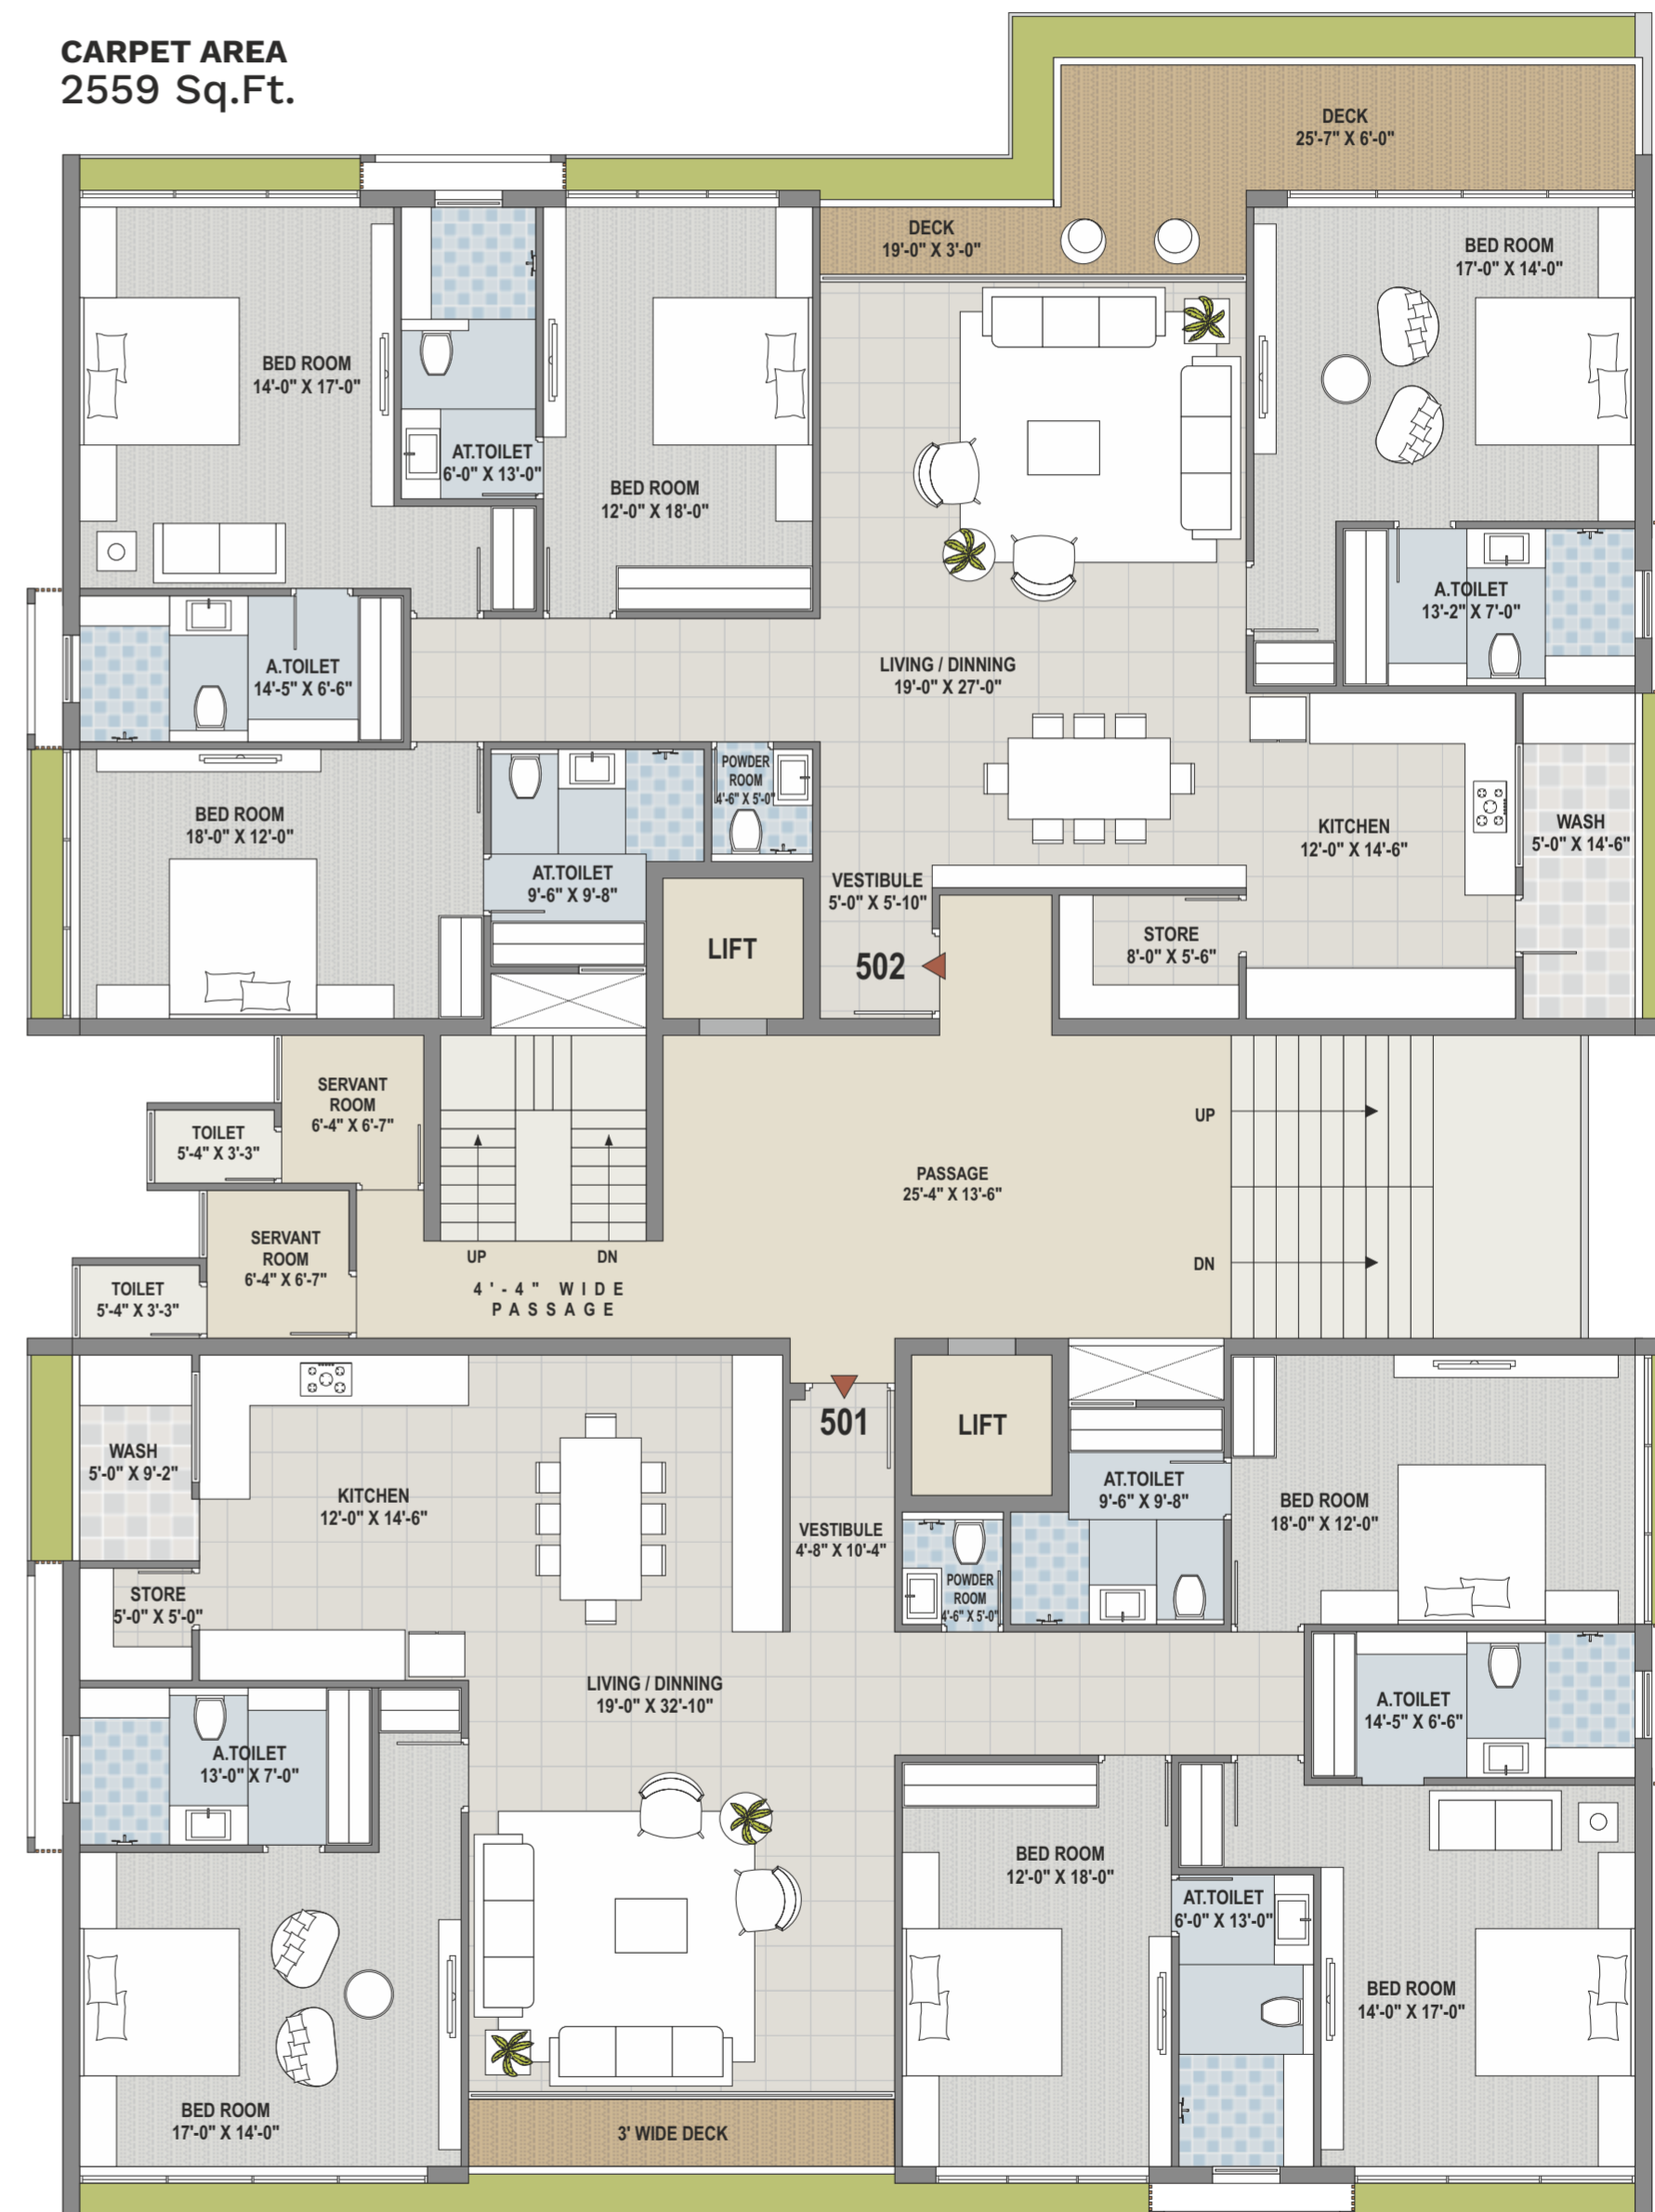 CARPET AREA
2559 Sq.Ft.
DECK
25'-7" X 6'-0"
DECK
19'-0" X 3'-0"
BED ROOM
17'-0" X 14'-0"
BED ROOM
14'-0" X 17'-0"
AT.TOILET
6'-0" X 13'-0"
BED ROOM
12'-0" X 18'-0"
A.TOILET
13'-2" X 7'-0"
A.TOILET
14'-5" X 6'-6"
LIVING / DINNING
19'-0" X 27'-0"
POWDER
ROOM
4'-6" X 5'-0"
BED ROOM
18'-0" X 12'-0"
KITCHEN
12'-0" X 14'-6"
WASH
5'-0" X 14'-6"
AT.TOILET
9'-6" X 9'-8"
VESTIBULE
5'-0" X 5'-10"
LIFT
502
STORE
8'-0" X 5'-6"
SERVANT
ROOM
6'-4" X 6'-7"
TOILET
5'-4" X 3'-3"
UP
PASSAGE
25'-4" X 13'-6"
SERVANT
ROOM
6'-4" X 6'-7"
UP
DN
DN
TOILET
5'-4" X 3'-3"
4'-4" WIDE
PASSAGE
501
LIFT
WASH
5'-0" X 9'-2"
KITCHEN
12'-0" X 14'-6"
AT.TOILET
9'-6" X 9'-8"
BED ROOM
18'-0" X 12'-0"
VESTIBULE
4'-8" X 10'-4"
POWDER
ROOM
4'-6" X 5'-0"
STORE
5'-0" X 5'-0"
LIVING / DINNING
19'-0" X 32'-10"
A.TOILET
14'-5" X 6'-6"
A.TOILET
13'-0" X 7'-0"
BED ROOM
12'-0" X 18'-0"
AT.TOILET
6'-0" X 13'-0"
BED ROOM
14'-0" X 17'-0"
BED ROOM
17'-0" X 14'-0"
3' WIDE DECK